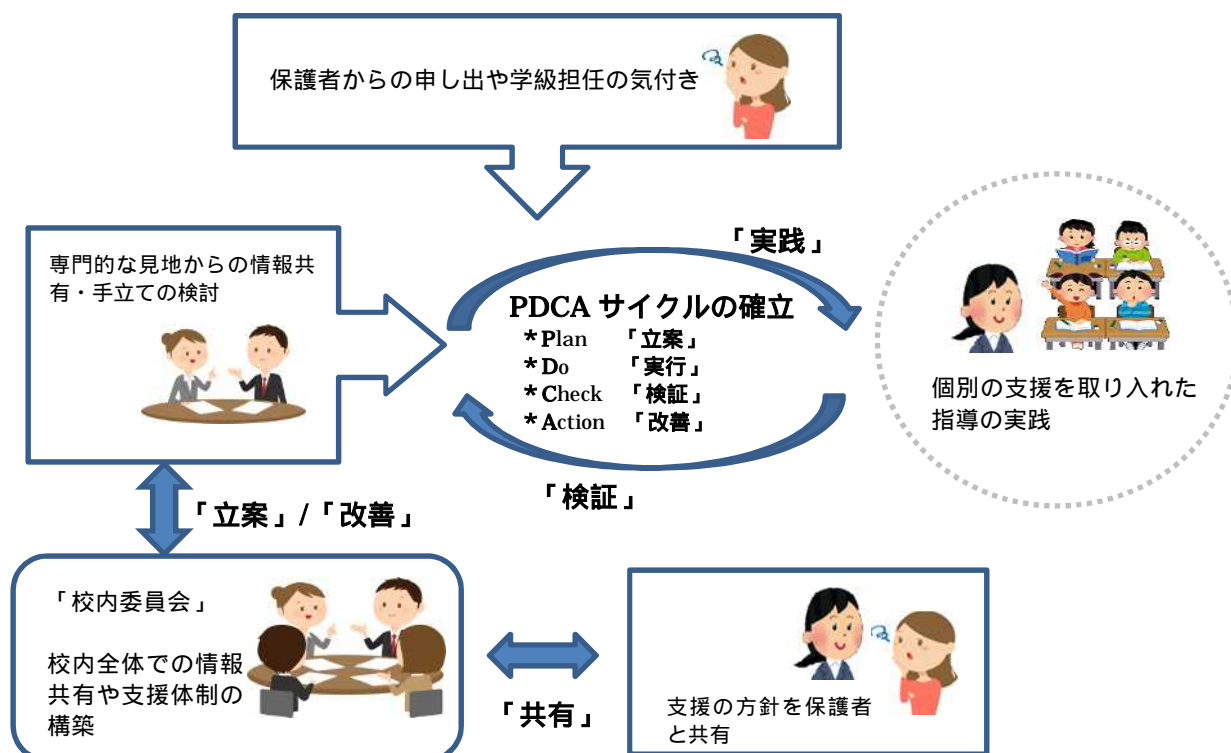 保護者からの申し出や学級担任の気付き
専門的な見地からの情報共
有・手立ての検討
「実践」
PDCA サイクルの確立
*Plan 「立案」
*Do 「実行」
*Check 「検証」
*Action 「改善」
「検証」
個別の支援を取り入れた
指導の実践
「立案」/「改善」
「校内委員会」
校内全体での情報
共有や支援体制の
構築
「共有」
支援の方針を保護者
と共有